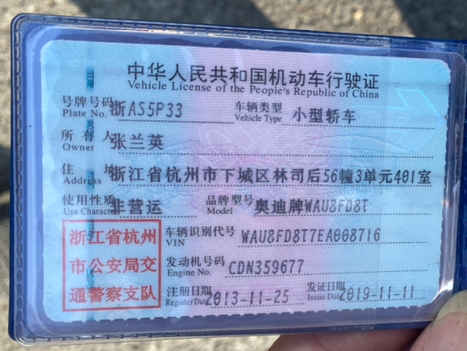 中华人民共和国机动车行驶证
Vehicle License of the People's Republic of China
号牌号码 浙AS5P33 车辆类型 小型轿车
Plate No. Vehicle Type
所有人 张兰英
Owner
住址 浙江省杭州市下城区林司后56幢3单元401室
Address
使用性质 非营运 品牌型号 奥迪牌WAU8FD8T
Use Character Model
浙江省杭州
市公安局交
通警察支队
车辆识别代号 WAU8FD8T7EA008716
VIN
发动机号码 CDN359677
Engine No.
注册日期 2013-11-25 发证日期 2019-11-11
Register Date Issue Date